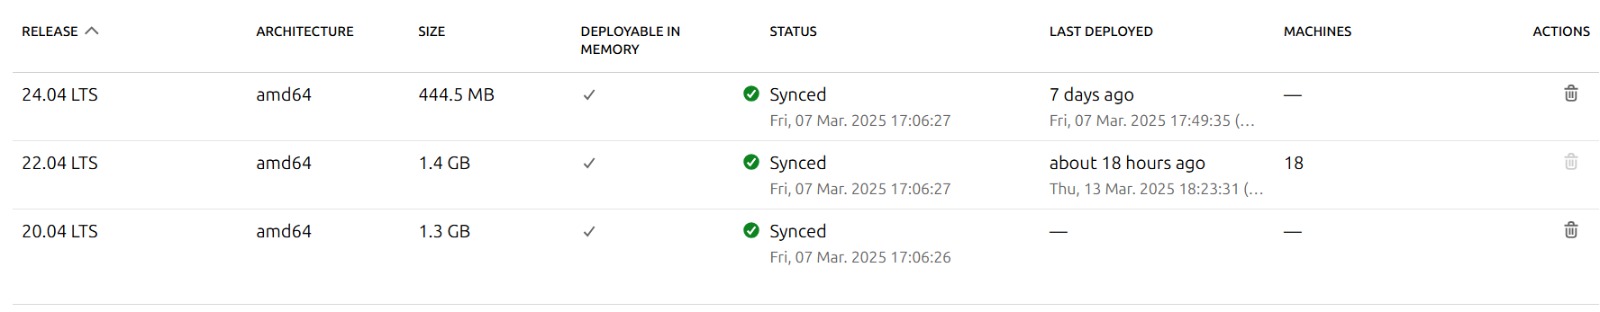 RELEASE ARCHITECTURE SIZE DEPLOYABLE IN MEMORY STATUS LAST DEPLOYED MACHINES ACTIONS
24.04 LTS amd64 444.5 MB ✓ Synced 7 days ago —
Fri, 07 Mar. 2025 17:06:27 Fri, 07 Mar. 2025 17:49:35 (...
22.04 LTS amd64 1.4 GB ✓ Synced about 18 hours ago 18
Fri, 07 Mar. 2025 17:06:27 Thu, 13 Mar. 2025 18:23:31 (...
20.04 LTS amd64 1.3 GB ✓ Synced — —
Fri, 07 Mar. 2025 17:06:26